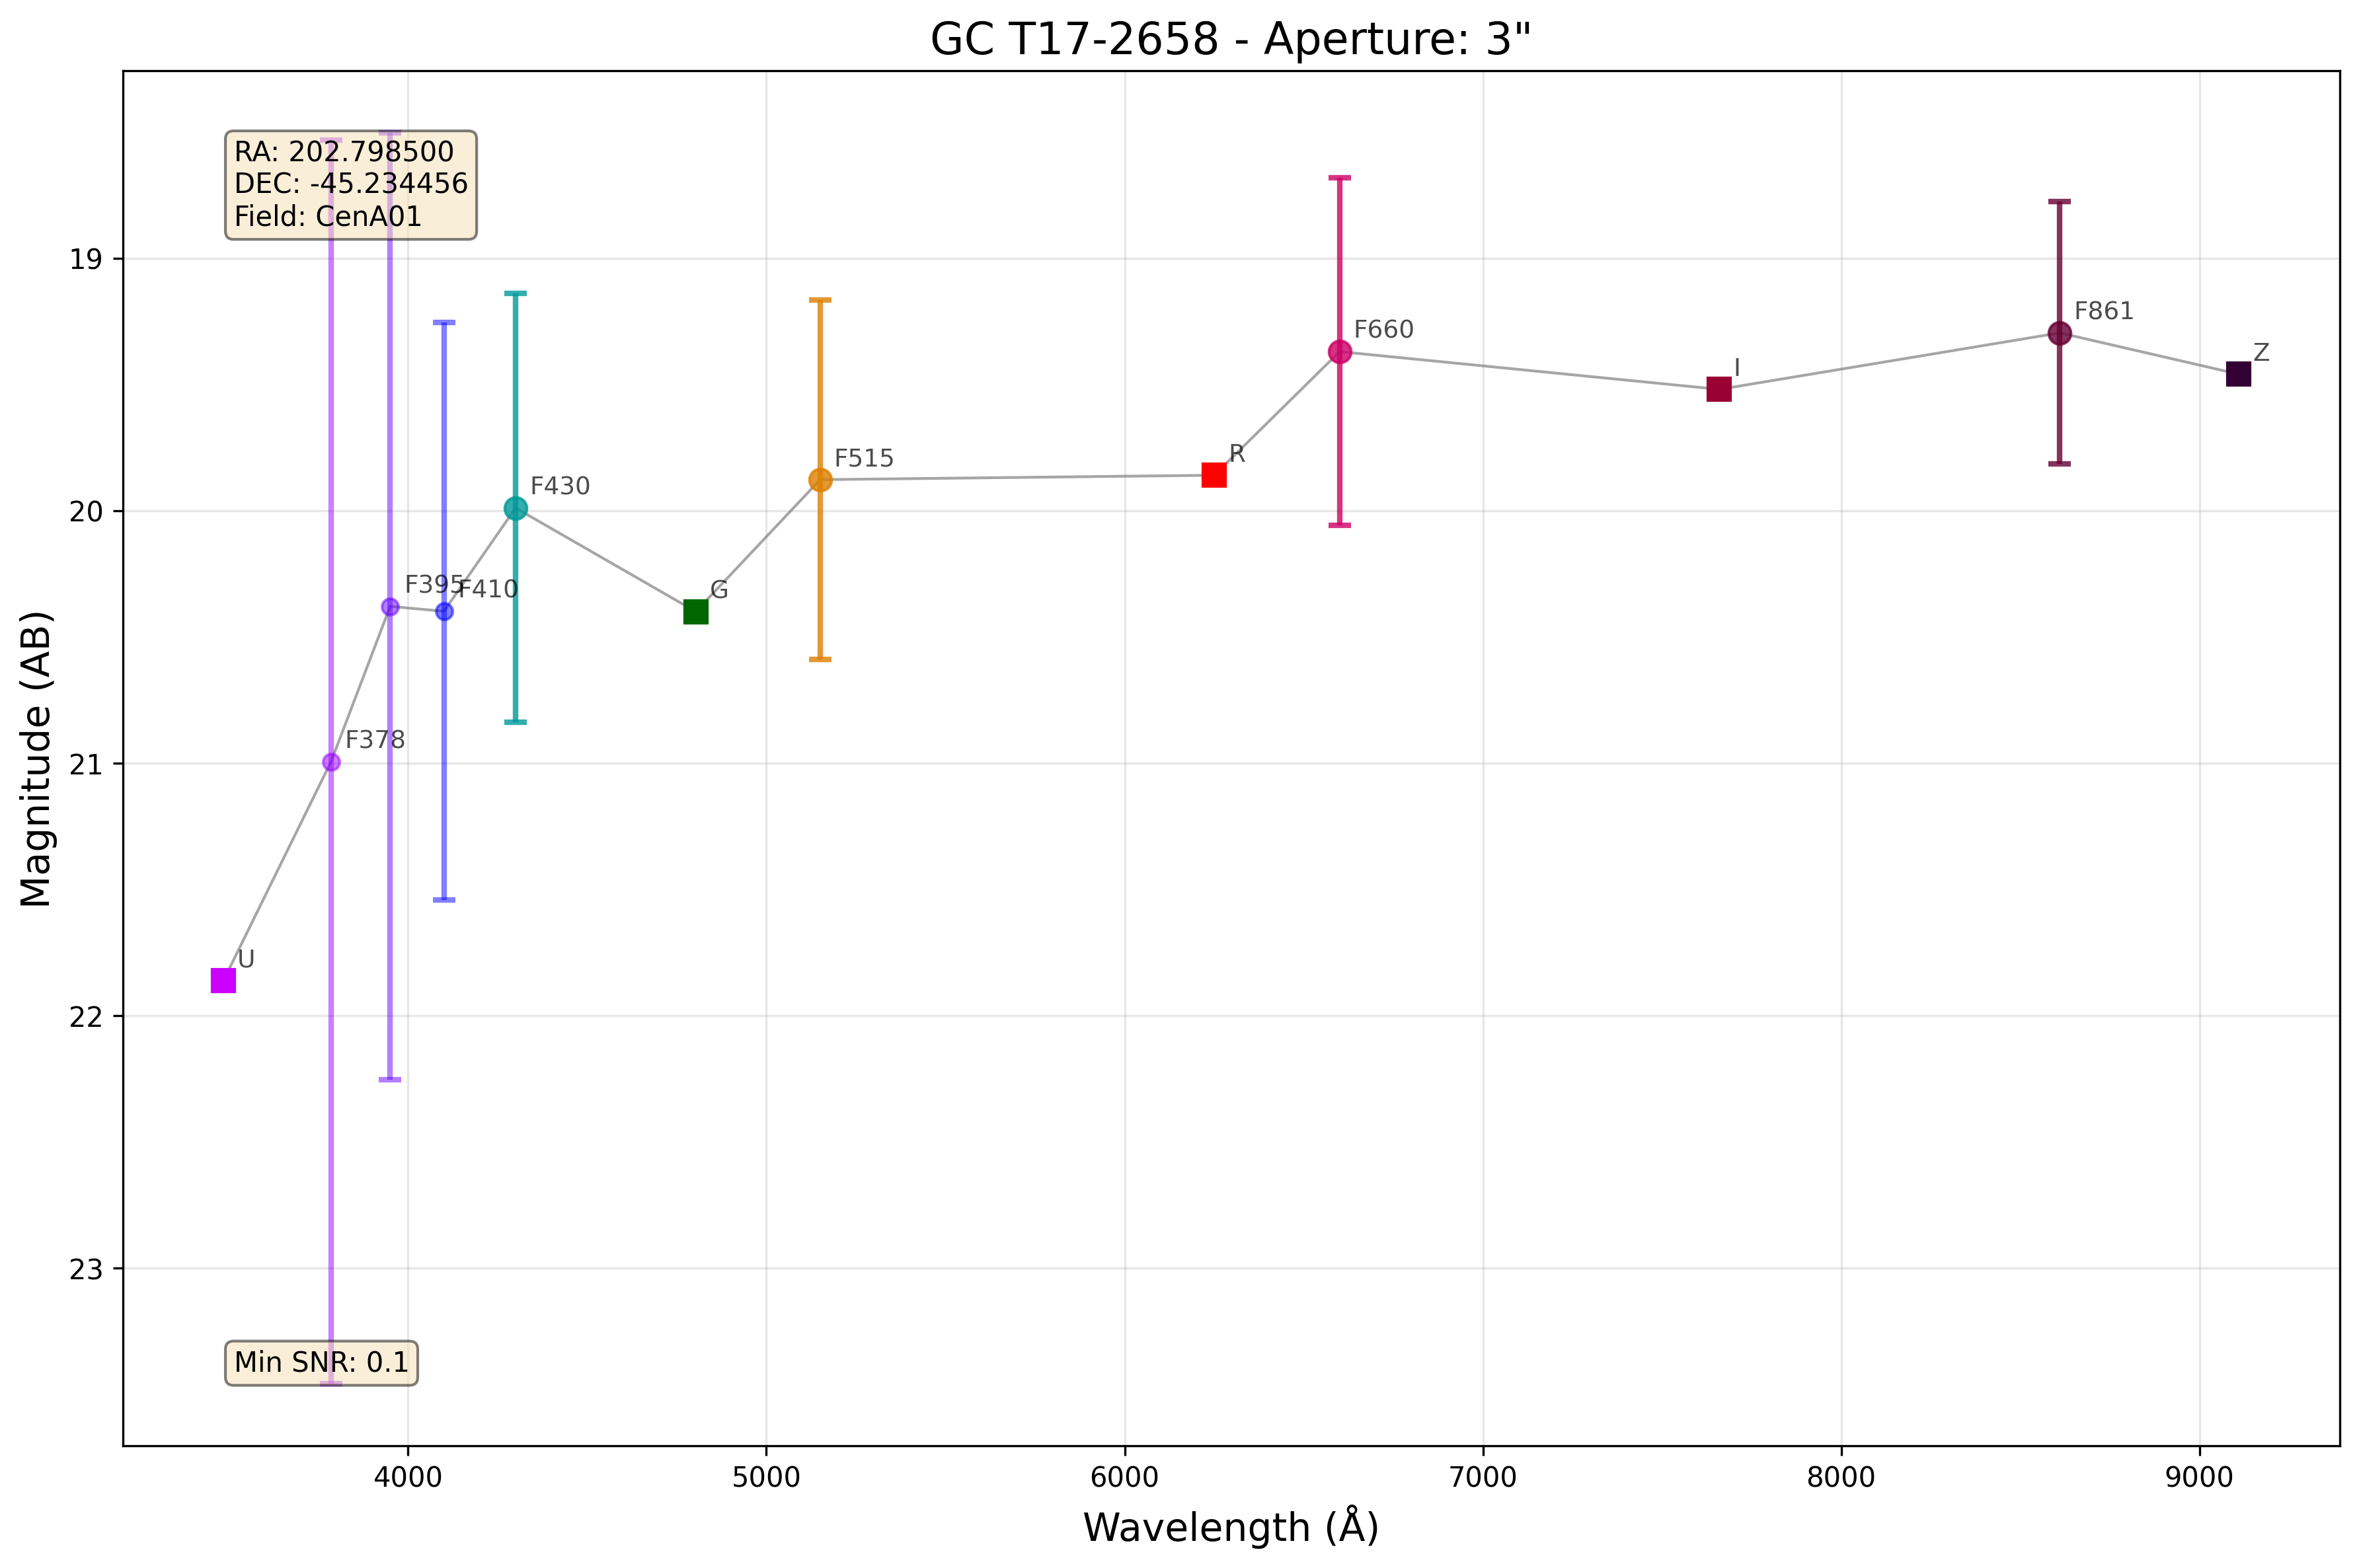 GC T17-2658 - Aperture: 3"
RA: 202.798500
DEC: -45.234456
Field: CenA01
19
20
21
22
23
Magnitude (AB)
U
F378
F395
F410
F430
G
F515
R
F660
I
F861
Z
Min SNR: 0.1
4000
5000
6000
7000
8000
9000
Wavelength (Å)